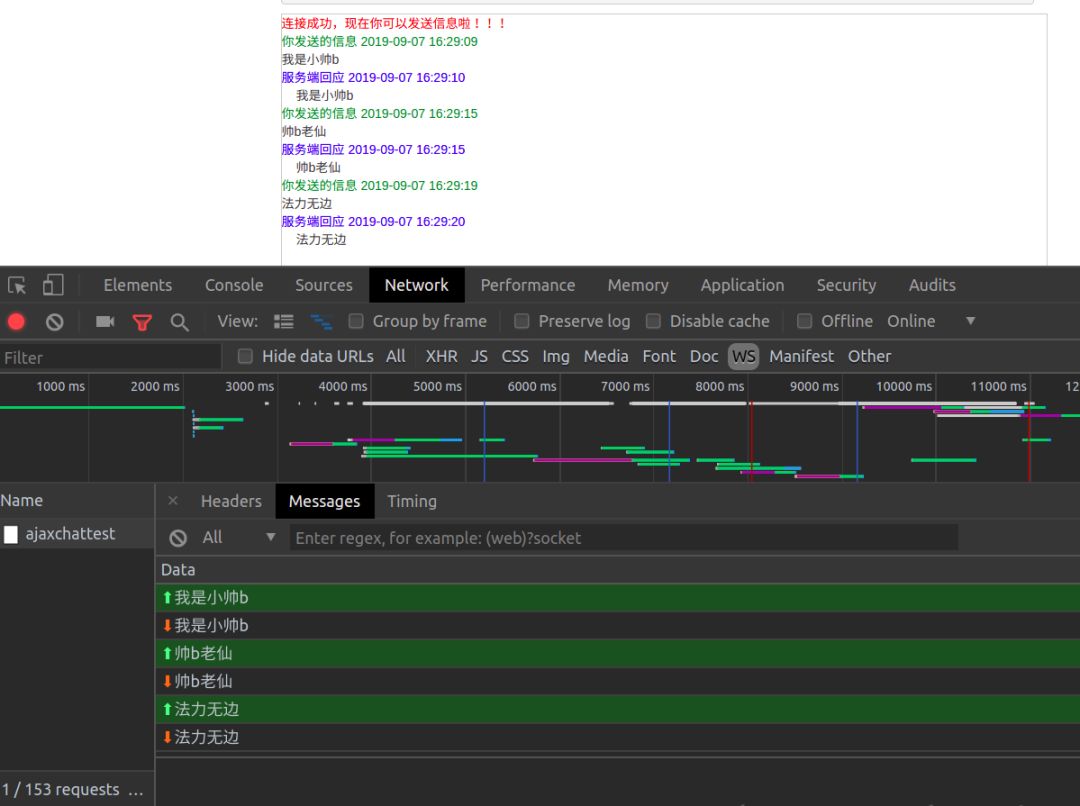 连接成功，现在你可以发送信息啦！！！
你发送的信息 2019-09-07 16:29:09
我是小帅b
服务端回应 2019-09-07 16:29:10
我是小帅b
你发送的信息 2019-09-07 16:29:15
帅b老仙
服务端回应 2019-09-07 16:29:15
帅b老仙
你发送的信息 2019-09-07 16:29:19
法力无边
服务端回应 2019-09-07 16:29:20
法力无边
Elements Console Sources Network Performance Memory Application Security Audits
View: Group by frame Preserve log Disable cache Offline Online
Filter Hide data URLs All XHR JS CSS Img Media Font Doc WS Manifest Other
1000 ms 2000 ms 3000 ms 4000 ms 5000 ms 6000 ms 7000 ms 8000 ms 9000 ms 10000 ms 11000 ms 12
Name × Headers Messages Timing
ajaxchattest
All Enter regex, for example: (web)?socket
Data
⬆我是小帅b
⬇我是小帅b
⬆帅b老仙
⬇帅b老仙
⬆法力无边
⬇法力无边
1 / 153 requests …